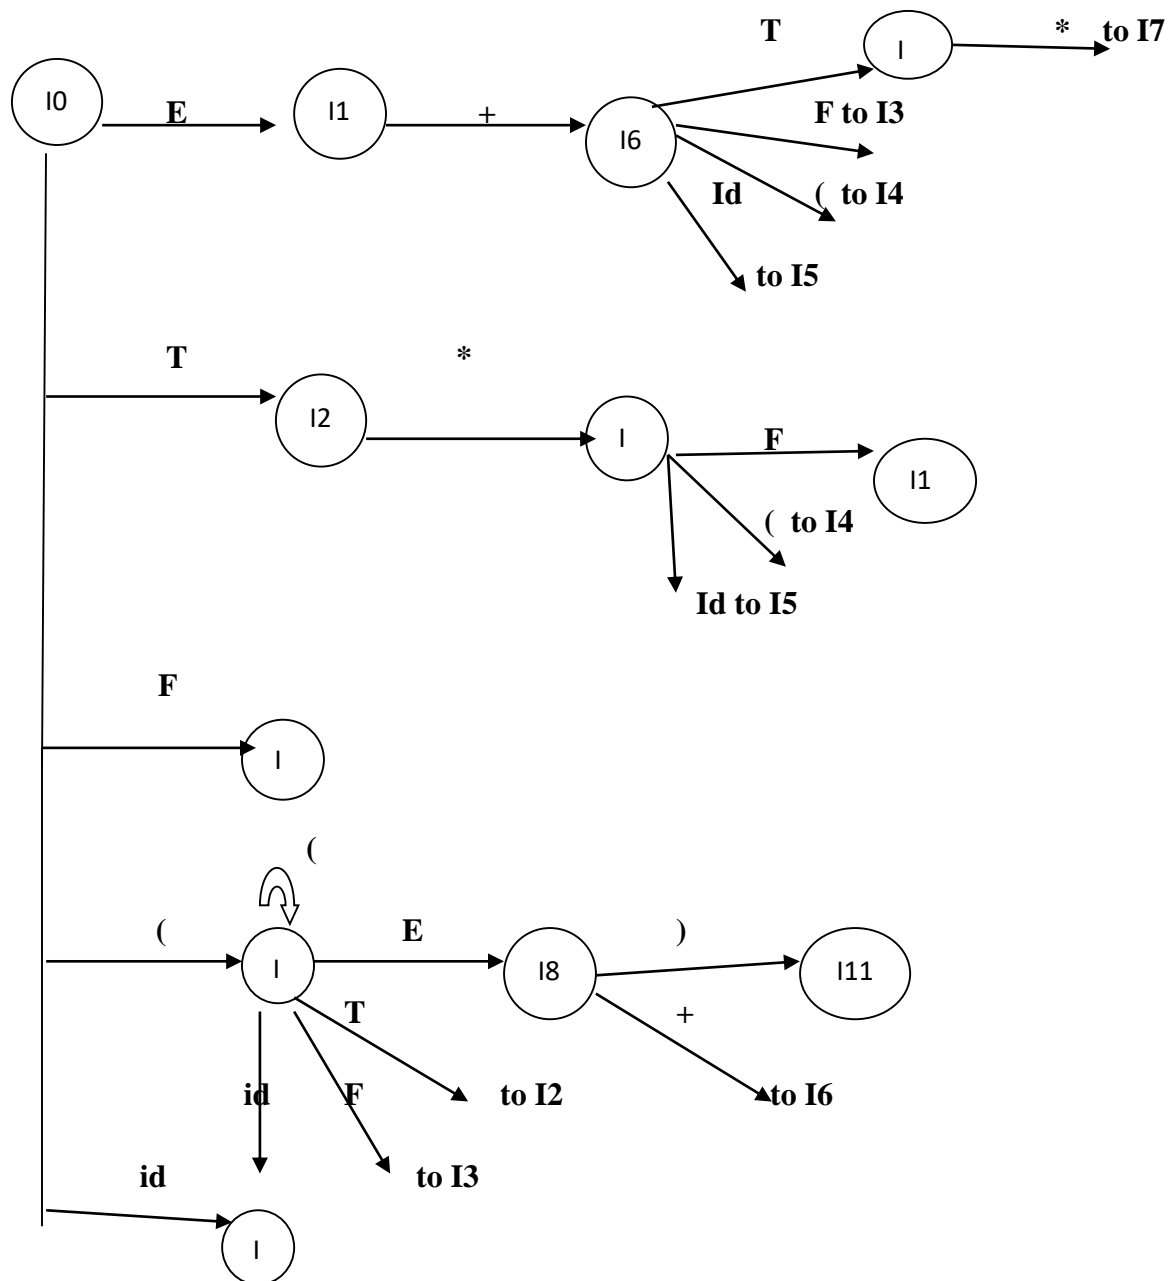 T I * to I7
I0 E I1 + I6 F to I3
Id ( to I4
to I5
T *
I2 I F I1
( to I4
Id to I5
F
I
(
( I E I8 ) I11
T +
id F to I2 to I6
id to I3
I